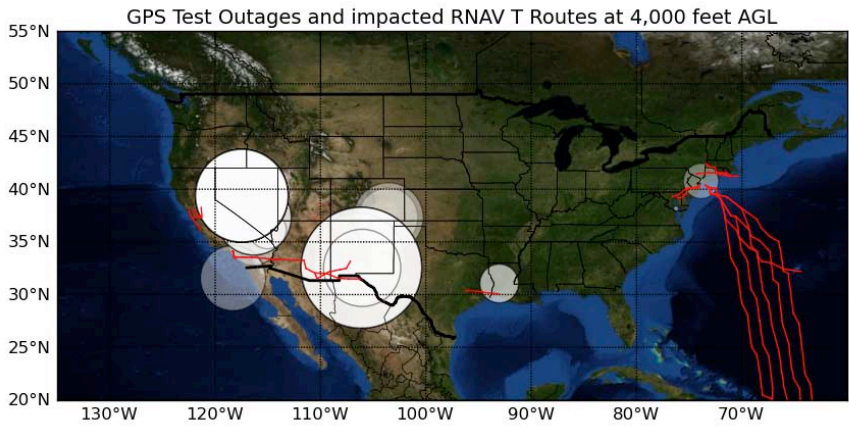 GPS Test Outages and impacted RNAV T Routes at 4,000 feet AGL
55°N
50°N
45°N
40°N
35°N
30°N
25°N
20°N
130°W 120°W 110°W 100°W 90°W 80°W 70°W